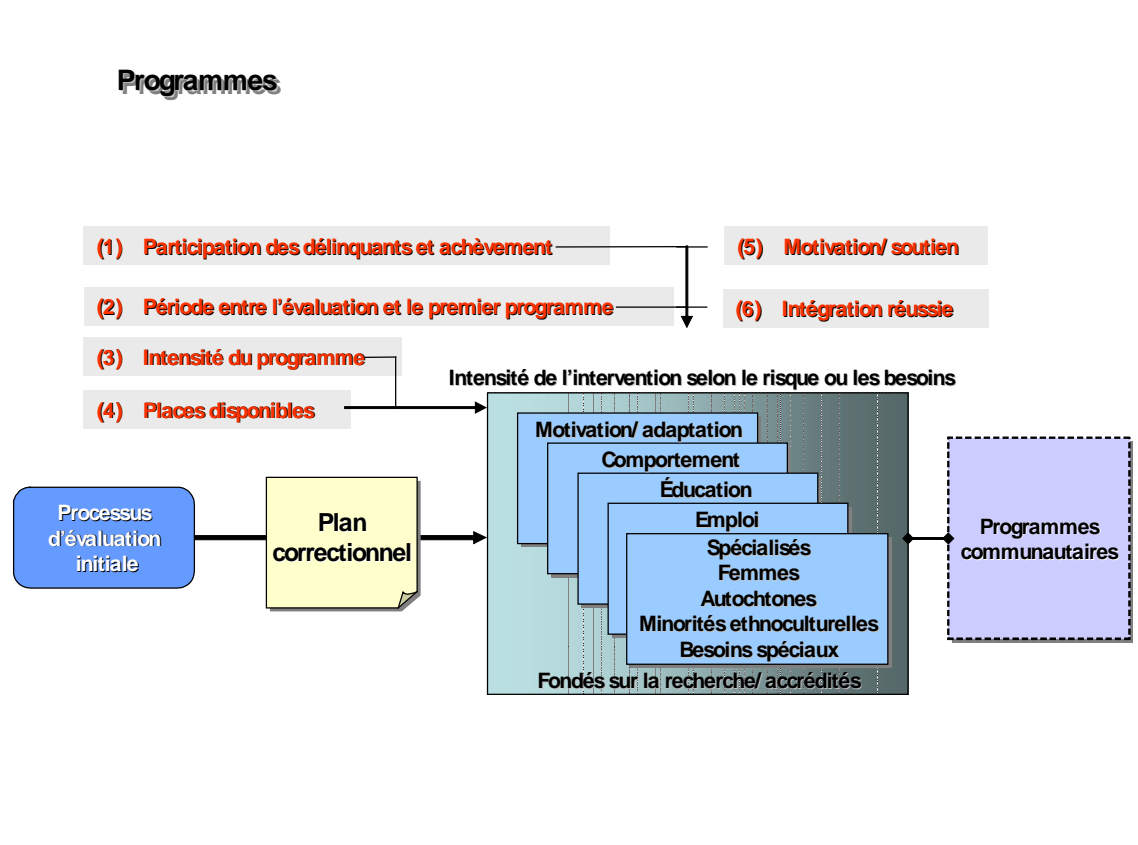 Programmes
(1) Participation des délinquants et achèvement
(5) Motivation/ soutien
(2) Période entre l’évaluation et le premier programme
(6) Intégration réussie
(3) Intensité du programme
Intensité de l’intervention selon le risque ou les besoins
(4) Places disponibles
Motivation/ adaptation
Comportement
Éducation
Emploi
Spécialisés
Femmes
Autochtones
Minorités ethnoculturelles
Besoins spéciaux
Fondés sur la recherche/ accrédités
Processus
d’évaluation
initiale
Plan
correctionnel
Programmes
communautaires